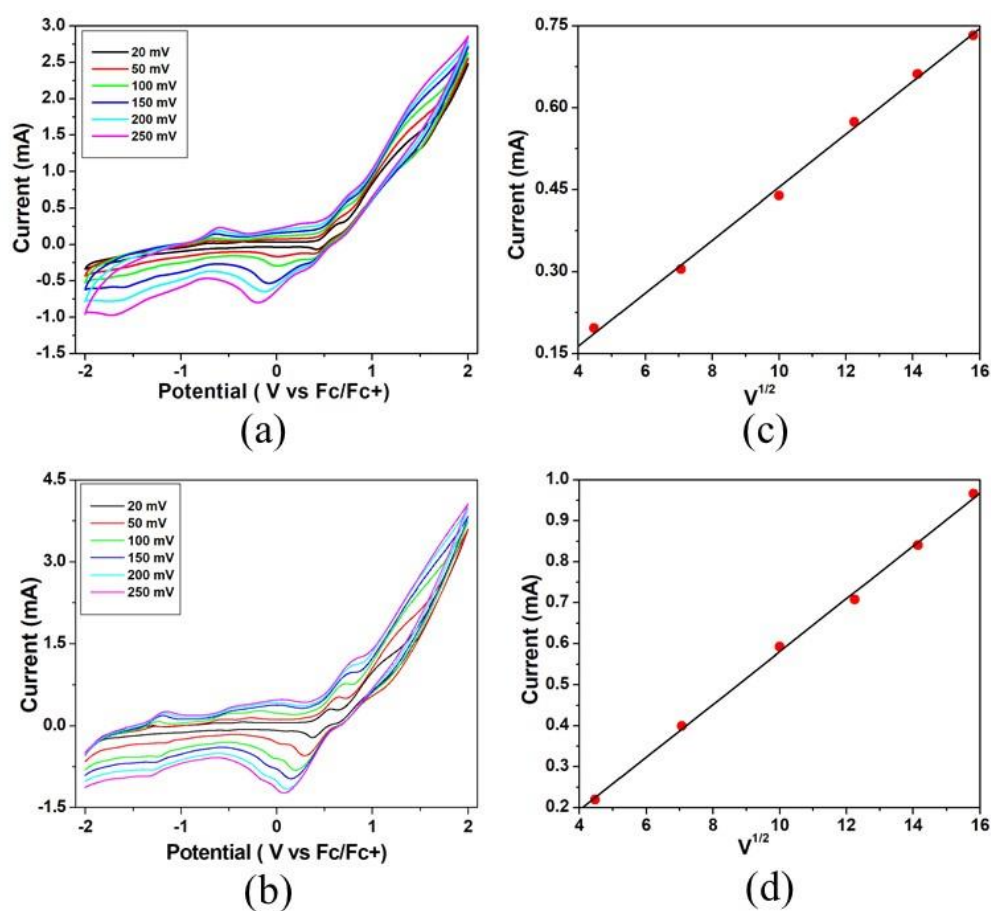 3.0
2.5
2.0
1.5
1.0
0.5
0.0
-0.5
-1.0
-1.5
Current (mA)
20 mV
50 mV
100 mV
150 mV
200 mV
250 mV
-2 -1 0 1 2
Potential ( V vs Fc/Fc+)
(a)
0.75
0.60
0.45
0.30
0.15
Current (mA)
4 6 8 10 12 14 16
V1/2
(c)
4.5
3.0
1.5
0.0
-1.5
Current (mA)
20 mV
50 mV
100 mV
150 mV
200 mV
250 mV
-2 -1 0 1 2
Potential ( V vs Fc/Fc+)
(b)
1.0
0.9
0.8
0.7
0.6
0.5
0.4
0.3
0.2
Current (mA)
4 6 8 10 12 14 16
V1/2
(d)